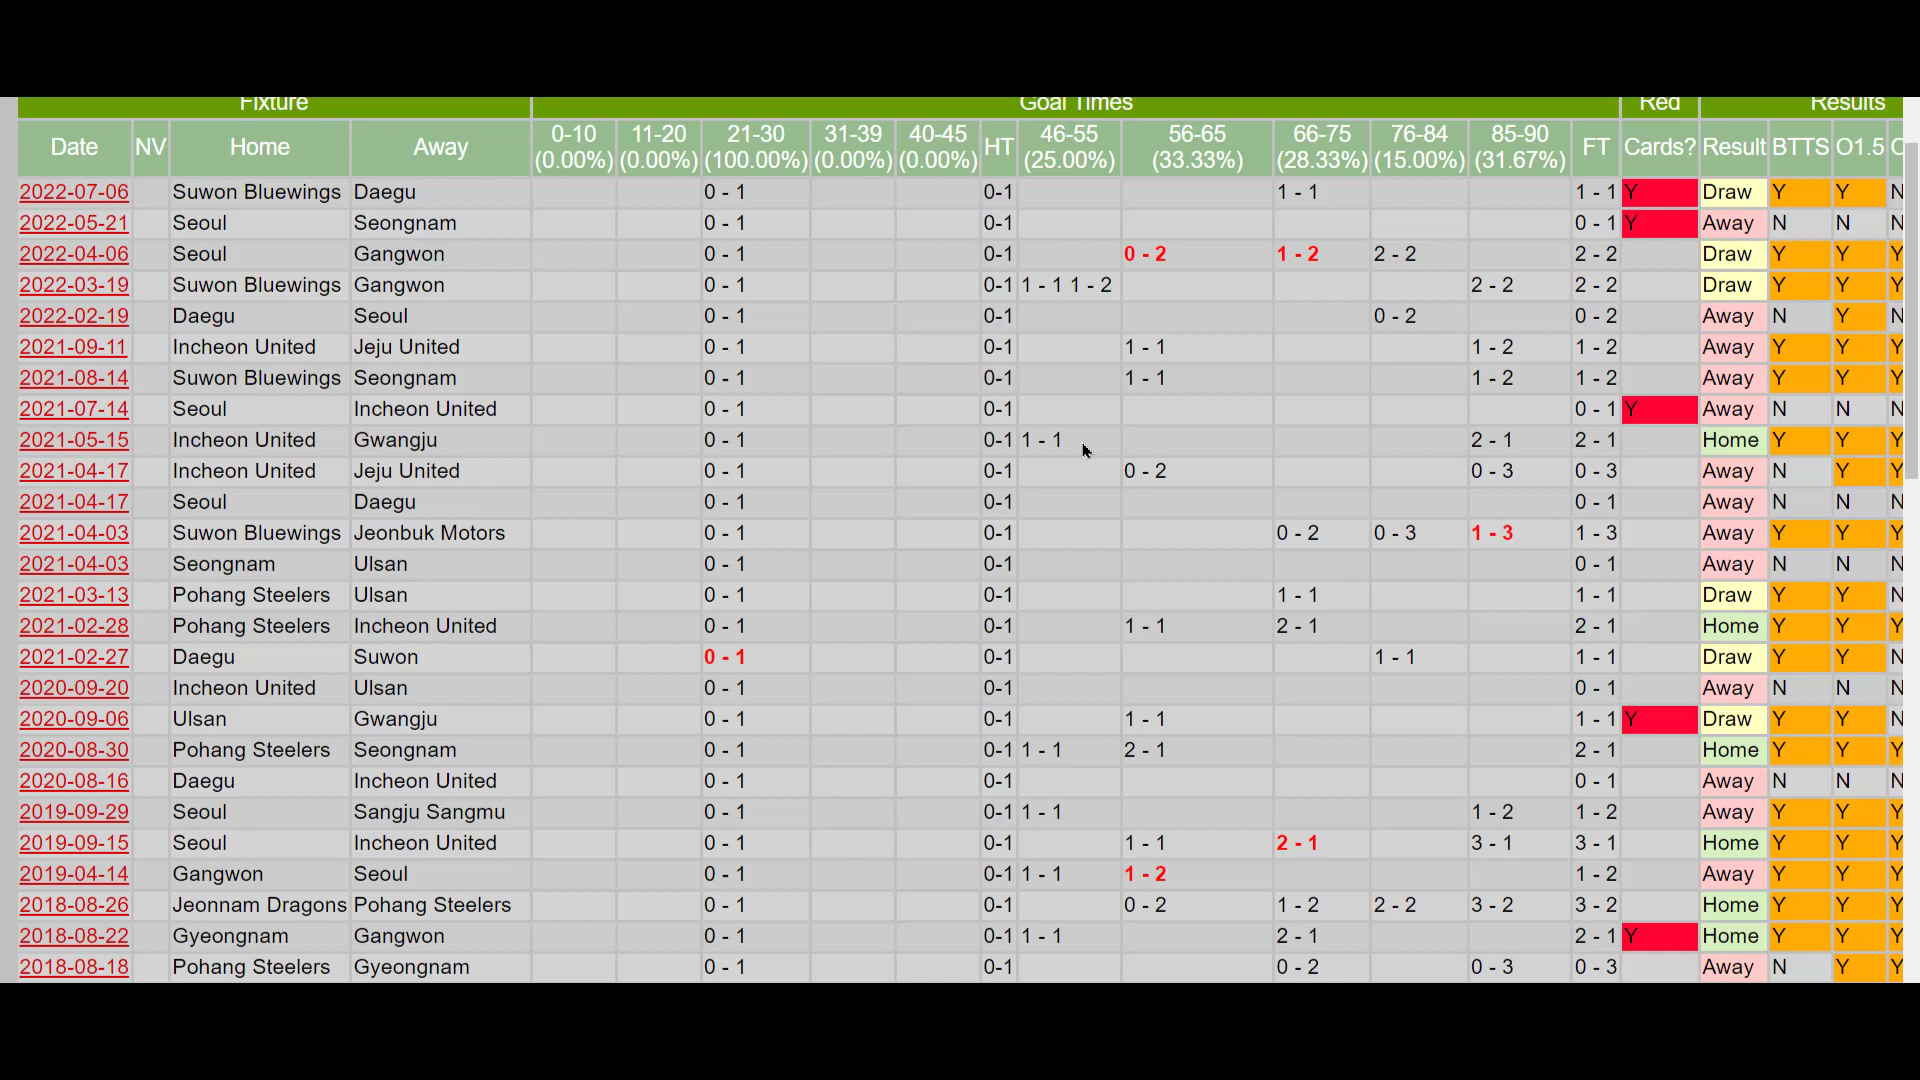 Fixture Goal Times Red Results
Date NV Home Away 0-10 (0.00%) 11-20 (0.00%) 21-30 (100.00%) 31-39 (0.00%) 40-45 (0.00%) HT 46-55 (25.00%) 56-65 (33.33%) 66-75 (28.33%) 76-84 (15.00%) 85-90 (31.67%) FT Cards? Result BTTS O1.5
2022-07-06 Suwon Bluewings Daegu 0 - 1 0-1 1 - 1 1 - 1 Y Draw Y Y N
2022-05-21 Seoul Seongnam 0 - 1 0-1 0 - 1 Y Away N N N
2022-04-06 Seoul Gangwon 0 - 1 0-1 0 - 2 1 - 2 2 - 2 2 - 2 Draw Y Y Y
2022-03-19 Suwon Bluewings Gangwon 0 - 1 0-1 1 - 1 1 - 2 2 - 2 2 - 2 Draw Y Y Y
2022-02-19 Daegu Seoul 0 - 1 0-1 0 - 2 0 - 2 Away N Y N
2021-09-11 Incheon United Jeju United 0 - 1 0-1 1 - 1 1 - 2 1 - 2 Away Y Y Y
2021-08-14 Suwon Bluewings Seongnam 0 - 1 0-1 1 - 1 1 - 2 1 - 2 Away Y Y Y
2021-07-14 Seoul Incheon United 0 - 1 0-1 0 - 1 Y Away N N N
2021-05-15 Incheon United Gwangju 0 - 1 0-1 1 - 1 2 - 1 2 - 1 Home Y Y Y
2021-04-17 Incheon United Jeju United 0 - 1 0-1 0 - 2 0 - 3 0 - 3 Away N Y Y
2021-04-17 Seoul Daegu 0 - 1 0-1 0 - 1 Away N N N
2021-04-03 Suwon Bluewings Jeonbuk Motors 0 - 1 0-1 0 - 2 0 - 3 1 - 3 1 - 3 Away Y Y Y
2021-04-03 Seongnam Ulsan 0 - 1 0-1 0 - 1 Away N N N
2021-03-13 Pohang Steelers Ulsan 0 - 1 0-1 1 - 1 1 - 1 Draw Y Y N
2021-02-28 Pohang Steelers Incheon United 0 - 1 0-1 1 - 1 2 - 1 2 - 1 Home Y Y Y
2021-02-27 Daegu Suwon 0 - 1 0-1 1 - 1 1 - 1 Draw Y Y N
2020-09-20 Incheon United Ulsan 0 - 1 0-1 0 - 1 Away N N N
2020-09-06 Ulsan Gwangju 0 - 1 0-1 1 - 1 1 - 1 Y Draw Y Y N
2020-08-30 Pohang Steelers Seongnam 0 - 1 0-1 1 - 1 2 - 1 2 - 1 Home Y Y Y
2020-08-16 Daegu Incheon United 0 - 1 0-1 0 - 1 Away N N N
2019-09-29 Seoul Sangju Sangmu 0 - 1 0-1 1 - 1 1 - 2 1 - 2 Away Y Y Y
2019-09-15 Seoul Incheon United 0 - 1 0-1 1 - 1 2 - 1 3 - 1 3 - 1 Home Y Y Y
2019-04-14 Gangwon Seoul 0 - 1 0-1 1 - 1 1 - 2 1 - 2 Away Y Y Y
2018-08-26 Jeonnam Dragons Pohang Steelers 0 - 1 0-1 0 - 2 1 - 2 2 - 2 3 - 2 3 - 2 Home Y Y Y
2018-08-22 Gyeongnam Gangwon 0 - 1 0-1 1 - 1 2 - 1 2 - 1 Y Home Y Y Y
2018-08-18 Pohang Steelers Gyeongnam 0 - 1 0-1 0 - 2 0 - 3 0 - 3 Away N Y Y